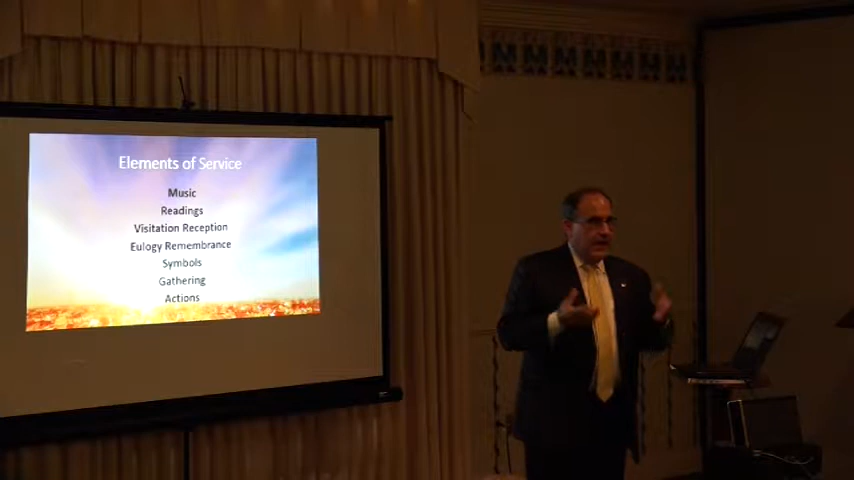 Elements of Service
Music
Readings
Visitation Reception
Eulogy Remembrance
Symbols
Gathering
Actions